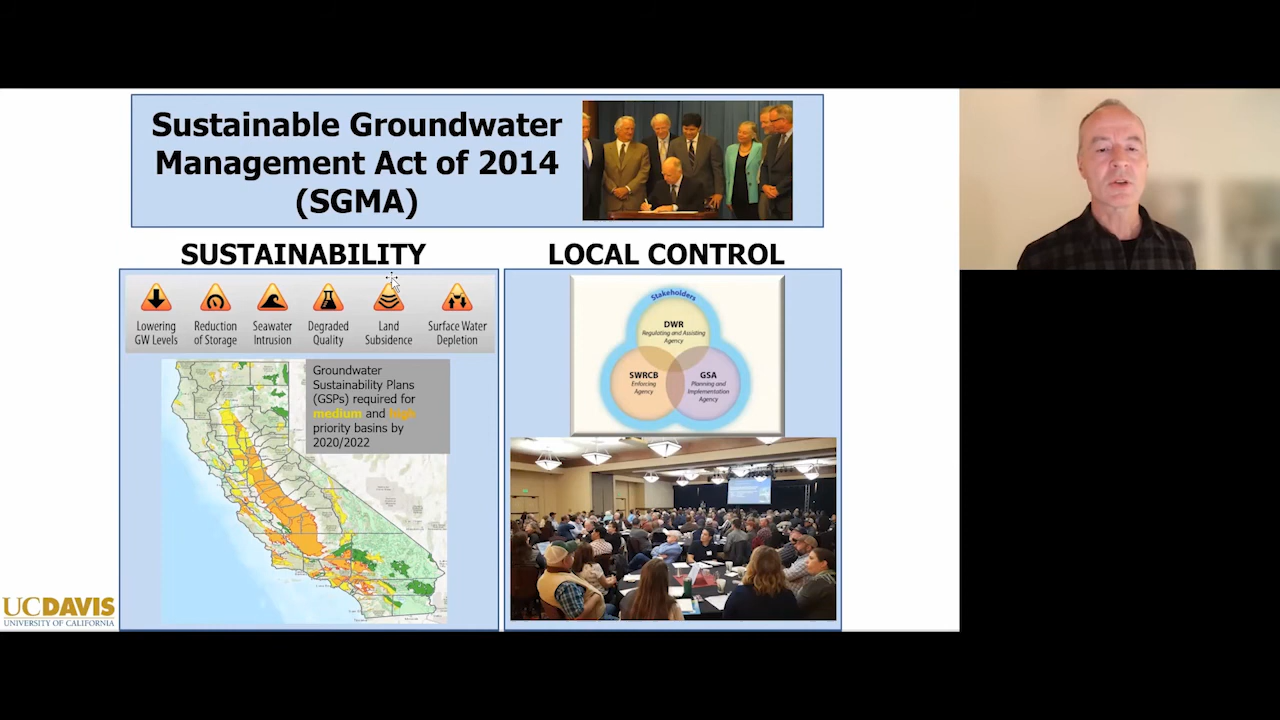 Sustainable Groundwater
Management Act of 2014
(SGMA)
SUSTAINABILITY
LOCAL CONTROL
Lowering
GW Levels
Reduction
of Storage
Seawater
Intrusion
Degraded
Quality
Land
Subsidence
Surface Water
Depletion
Groundwater
Sustainability Plans
(GSPs) required for
medium and high
priority basins by
2020/2022
Stakeholders
DWR
Regulating and Assisting
Agency
SWRCB
Enforcing
Agency
GSA
Planning and
Implementation
Agency
UCDAVIS
UNIVERSITY OF CALIFORNIA